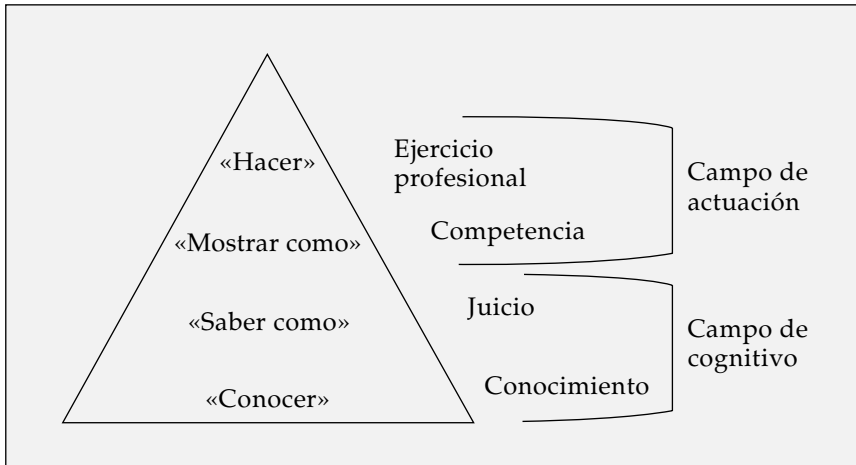 «Hacer»
Ejercicio
profesional
Campo de
actuación
«Mostrar como»
Competencia
«Saber como»
Juicio
Campo de
cognitivo
«Conocer»
Conocimiento